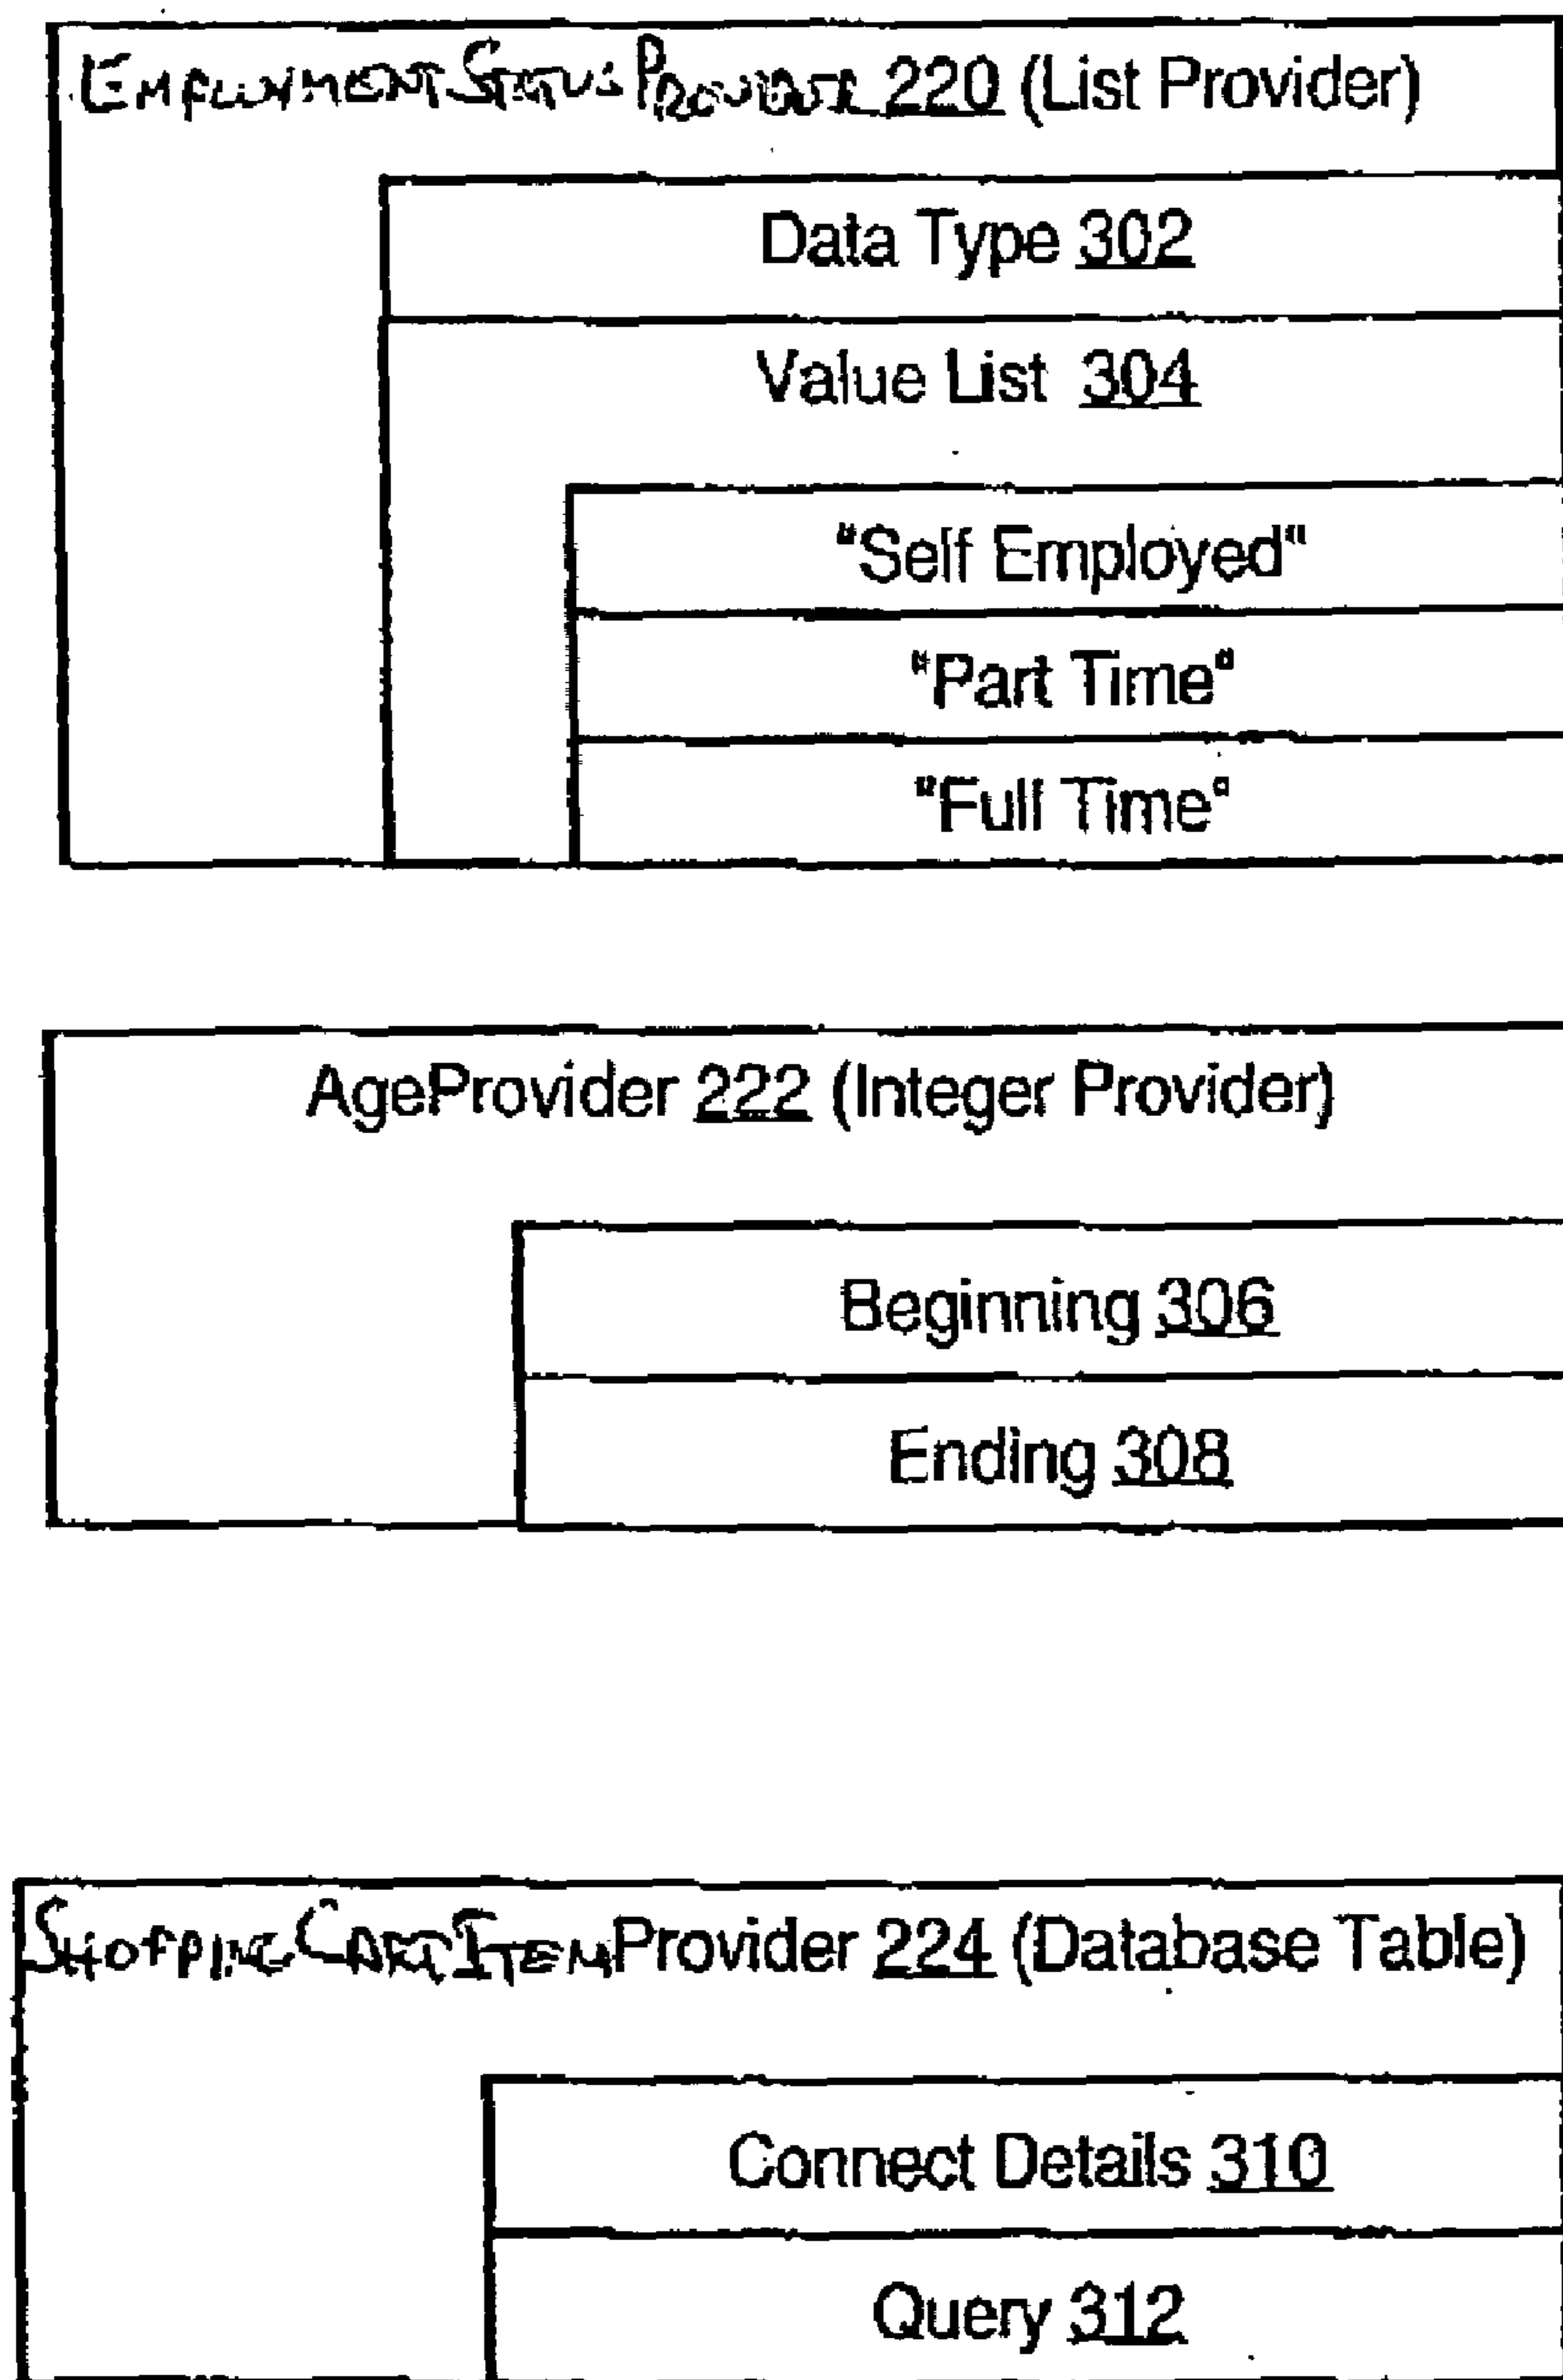 EmploymentStatusProvider 220 (List Provider)
Data Type 302
Value List 304
"Self Employed"
"Part Time"
"Full Time"
AgeProvider 222 (Integer Provider)
Beginning 306
Ending 308
ShoppingCartItemProvider 224 (Database Table)
Connect Details 310
Query 312